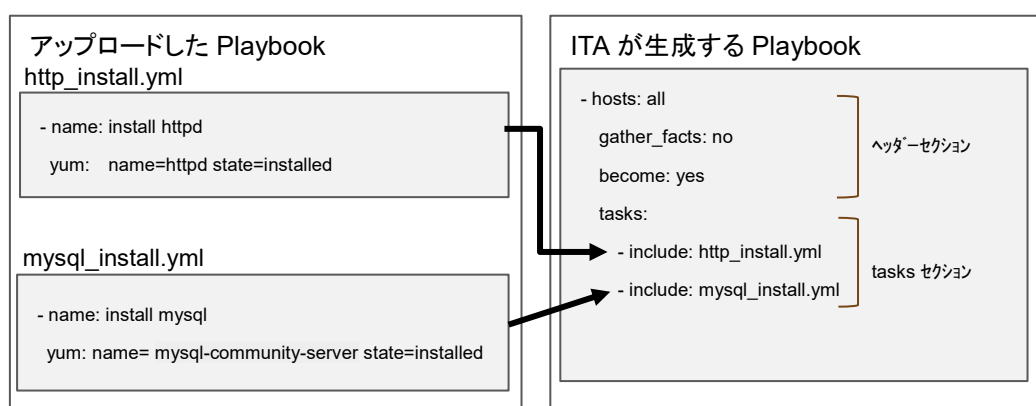 アップロードした Playbook
http_install.yml
- name: install httpd
yum: name=httpd state=installed
mysql_install.yml
- name: install mysql
yum: name= mysql-community-server state=installed
ITA が生成する Playbook
- hosts: all
gather_facts: no
become: yes
tasks:
- include: http_install.yml
- include: mysql_install.yml
ﾍｯﾀﾞｰｾｸｼｮﾝ
tasks ｾｸｼｮﾝ